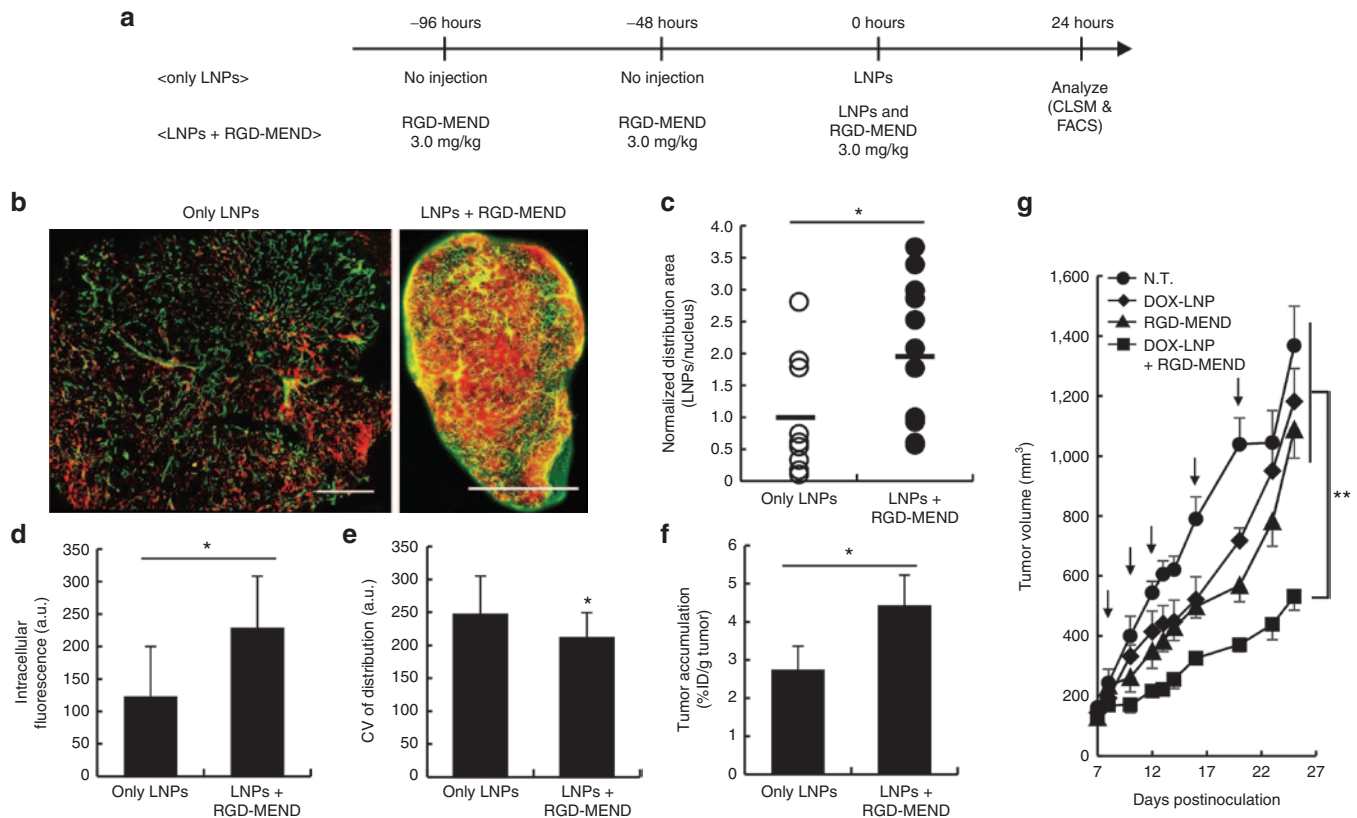 a
–96 hours –48 hours 0 hours 24 hours
<only LNPs> No injection No injection LNPs
Analyze
(CLSM &
FACS)
<LNPs + RGD-MEND>
RGD-MEND
3.0 mg/kg
RGD-MEND
3.0 mg/kg
LNPs and
RGD-MEND
3.0 mg/kg
b
Only LNPs LNPs + RGD-MEND
c
*
Normalized distribution area
(LNPs/nucleus)
4.0
3.5
3.0
2.5
2.0
1.5
1.0
0.5
0
Only LNPs
LNPs +
RGD-MEND
d
*
Intracellular
fluorescence (a.u.)
350
300
250
200
150
100
50
0
Only LNPs
LNPs +
RGD-MEND
e
*
CV of distribution (a.u.)
350
300
250
200
150
100
50
0
Only LNPs
LNPs +
RGD-MEND
f
*
Tumor accumulation
(%ID/g tumor)
6
5
4
3
2
1
0
Only LNPs
LNPs +
RGD-MEND
g
N.T.
DOX-LNP
RGD-MEND
DOX-LNP
+ RGD-MEND
**
Tumor volume (mm3)
1,600
1,400
1,200
1,000
800
600
400
200
0
7 12 17 22 27
Days postinoculation